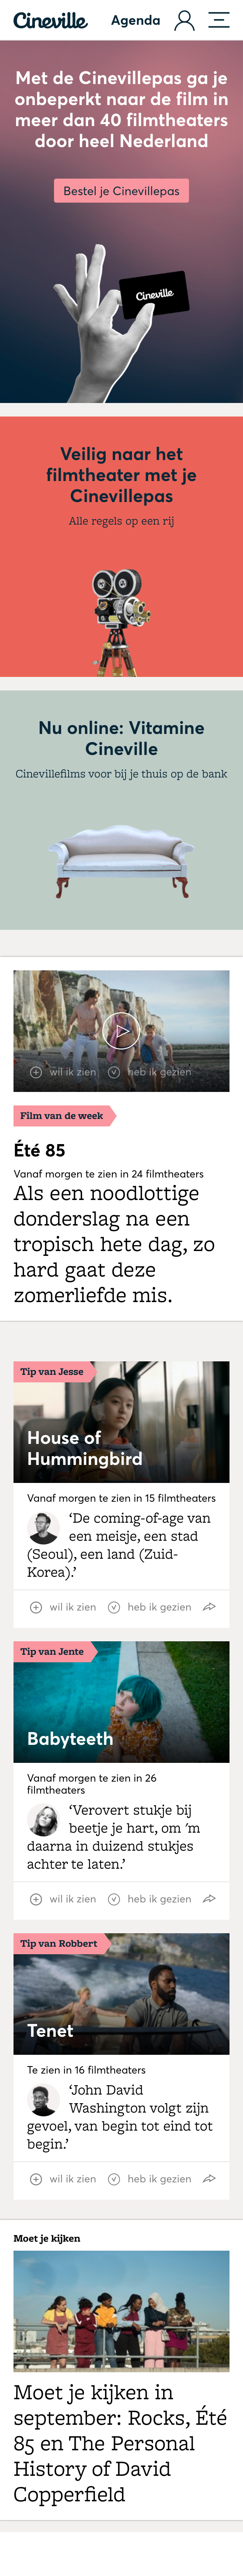 Cineville
Agenda
Met de Cinevillepas ga je
onbeperkt naar de film in
meer dan 40 filmtheaters
door heel Nederland
Bestel je Cinevillepas
Cineville
Veilig naar het
filmtheater met je
Cinevillepas
Alle regels op een rij
Nu online: Vitamine
Cineville
Cinevillefilms voor bij je thuis op de bank
wil ik zien
heb ik gezien
Film van de week
Été 85
Vanaf morgen te zien in 24 filmtheaters
Als een noodlottige
donderslag na een
tropisch hete dag, zo
hard gaat deze
zomerliefde mis.
Tip van Jesse
House of
Hummingbird
Vanaf morgen te zien in 15 filmtheaters
‘De coming-of-age van
een meisje, een stad
(Seoul), een land (Zuid-
Korea).’
wil ik zien
heb ik gezien
Tip van Jente
Babyteeth
Vanaf morgen te zien in 26
filmtheaters
‘Verovert stukje bij
beetje je hart, om ’m
daarna in duizend stukjes
achter te laten.’
wil ik zien
heb ik gezien
Tip van Robbert
Tenet
Te zien in 16 filmtheaters
‘John David
Washington volgt zijn
gevoel, van begin tot eind tot
begin.’
wil ik zien
heb ik gezien
Moet je kijken
Moet je kijken in
september: Rocks, Été
85 en The Personal
History of David
Copperfield